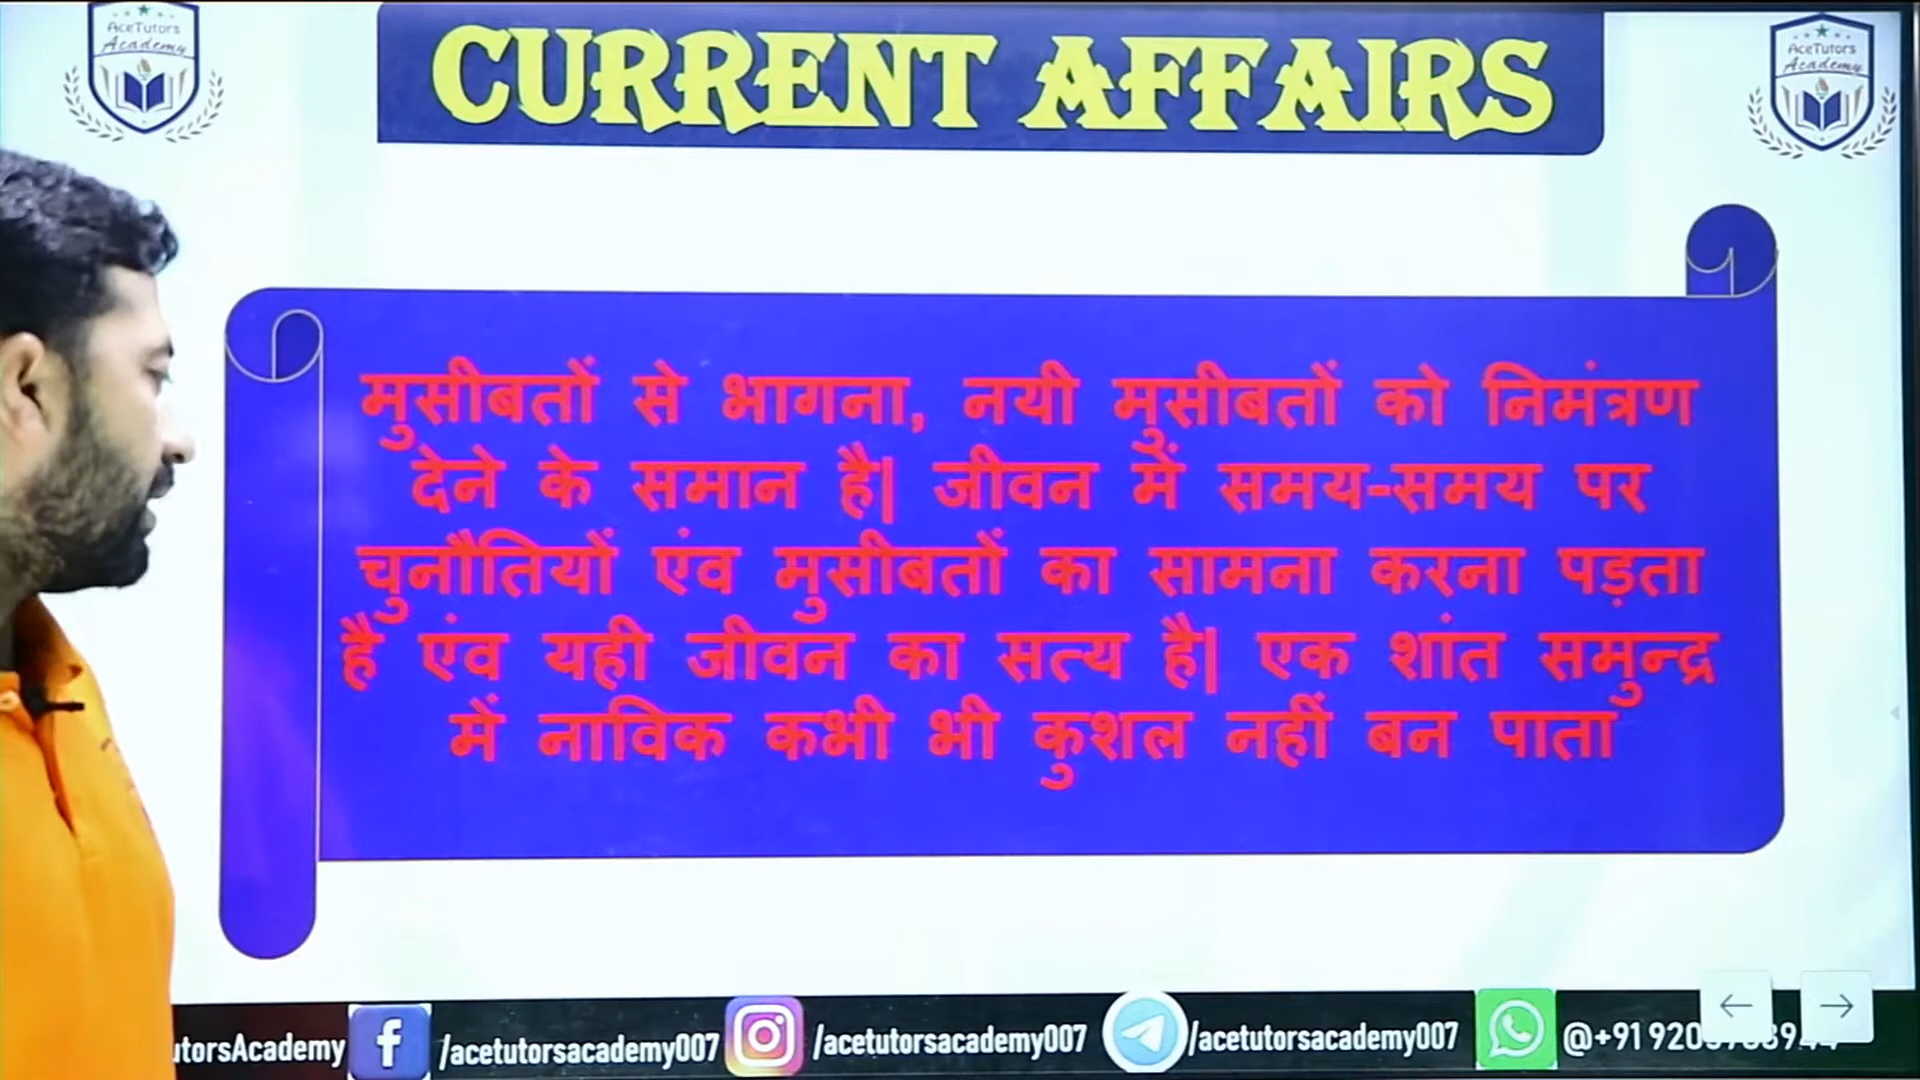 AceTutors
Academy
CURRENT AFFAIRS
AceTutors
Academy
मुसीबतों से भागना, नयी मुसीबतों को निमंत्रण
देने के समान है| जीवन में समय-समय पर
चुनौतियों एंव मुसीबतों का सामना करना पड़ता
है एंव यही जीवन का सत्य है| एक शांत समुन्द्र
में नाविक कभी भी कुशल नहीं बन पाता
utorsAcademy /acetutorsacademy007 /acetutorsacademy007 /acetutorsacademy007